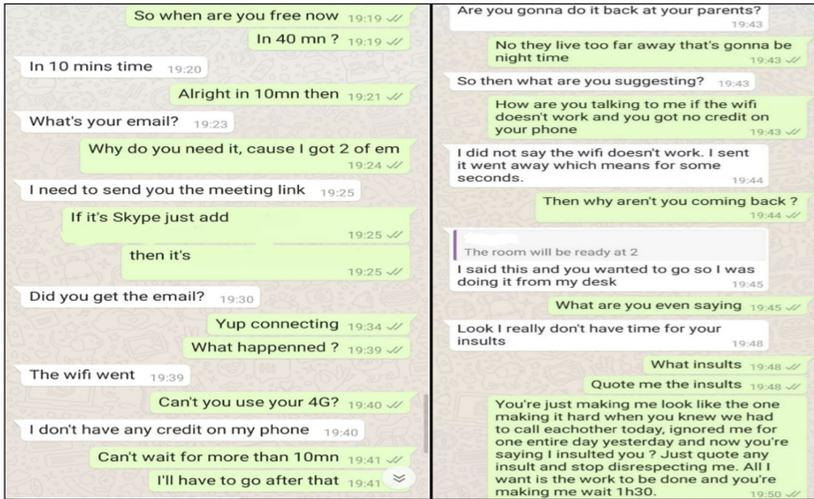 So when are you free now 19:19
In 40 mn ? 19:19
In 10 mins time 19:20
Alright in 10mn then 19:21
What's your email? 19:23
Why do you need it, cause I got 2 of em
19:24
I need to send you the meeting link 19:25
If it's Skype just add
19:25
then it's
19:25
Did you get the email? 19:30
Yup connecting 19:34
What happenned ? 19:39
The wifi went 19:39
Can't you use your 4G? 19:40
I don't have any credit on my phone 19:40
Can't wait for more than 10mn 19:41
I'll have to go after that 19:41
Are you gonna do it back at your parents?
19:43
No they live too far away that's gonna be
night time 19:43
So then what are you suggesting? 19:43
How are you talking to me if the wifi
doesn't work and you got no credit on
your phone 19:43
I did not say the wifi doesn't work. I sent
it went away which means for some
seconds. 19:44
Then why aren't you coming back ?
19:44
The room will be ready at 2
I said this and you wanted to go so I was
doing it from my desk 19:45
What are you even saying 19:45
Look I really don't have time for your
insults 19:48
What insults 19:48
Quote me the insults 19:48
You're just making me look like the one
making it hard when you knew we had
to call eachother today, ignored me for
one entire day yesterday and now you're
saying I insulted you ? Just quote any
insult and stop disrespecting me. All I
want is the work to be done and you're
making me wait 1h30. 19:50